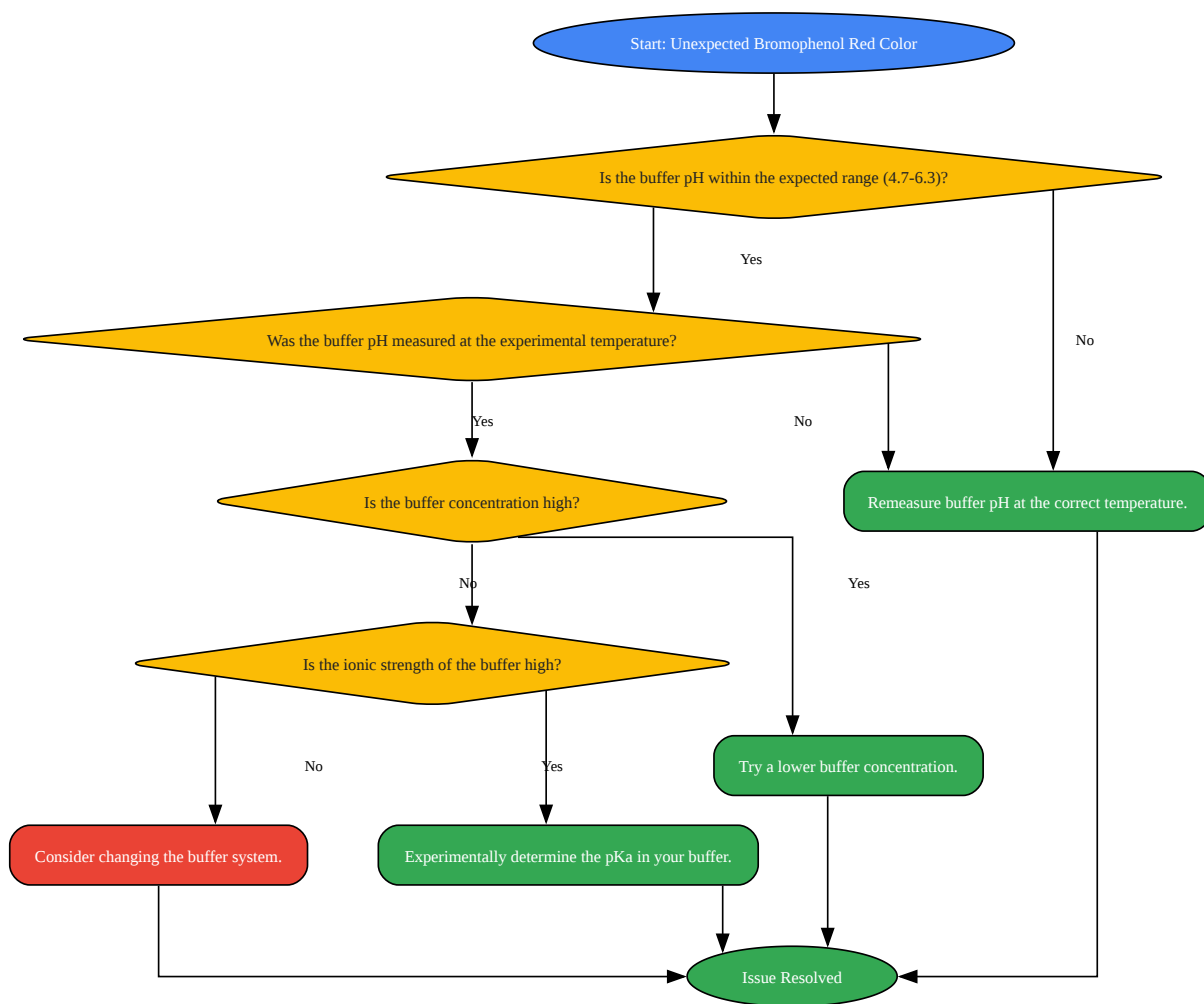 Start: Unexpected Bromophenol Red Color
Is the buffer pH within the expected range (4.7-6.3)?
Yes
Was the buffer pH measured at the experimental temperature?
No
Yes
No
Is the buffer concentration high?
Remeasure buffer pH at the correct temperature.
No
Yes
Is the ionic strength of the buffer high?
No
Yes
Try a lower buffer concentration.
Consider changing the buffer system.
Experimentally determine the pKa in your buffer.
Issue Resolved